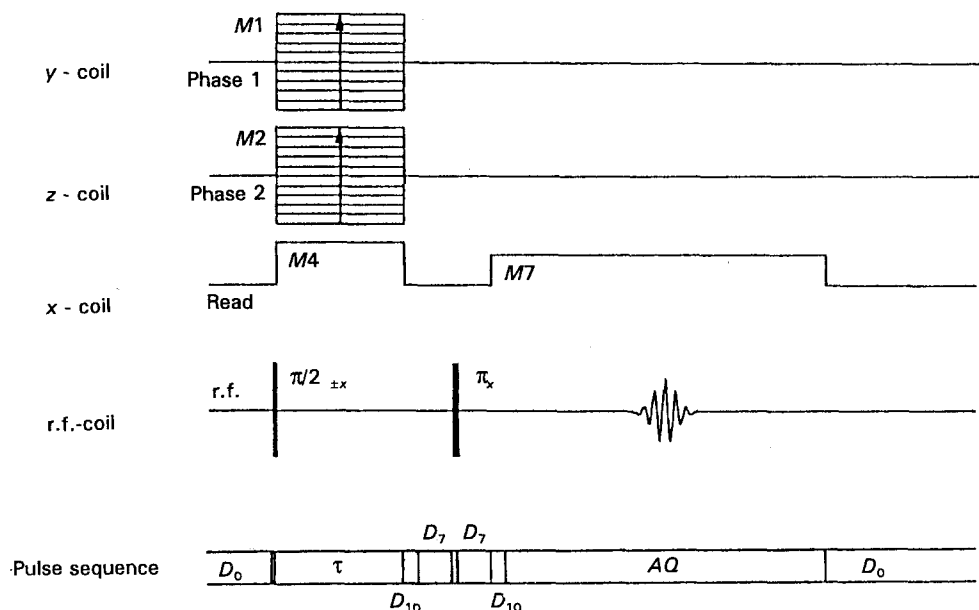 M1
y - coil
Phase 1
M2
z - coil
Phase 2
M4
M7
x - coil
Read
r.f.
π/2 ±x
πx
r.f.-coil
D7 D7
Pulse sequence
D0 τ AQ D0
D10 D10